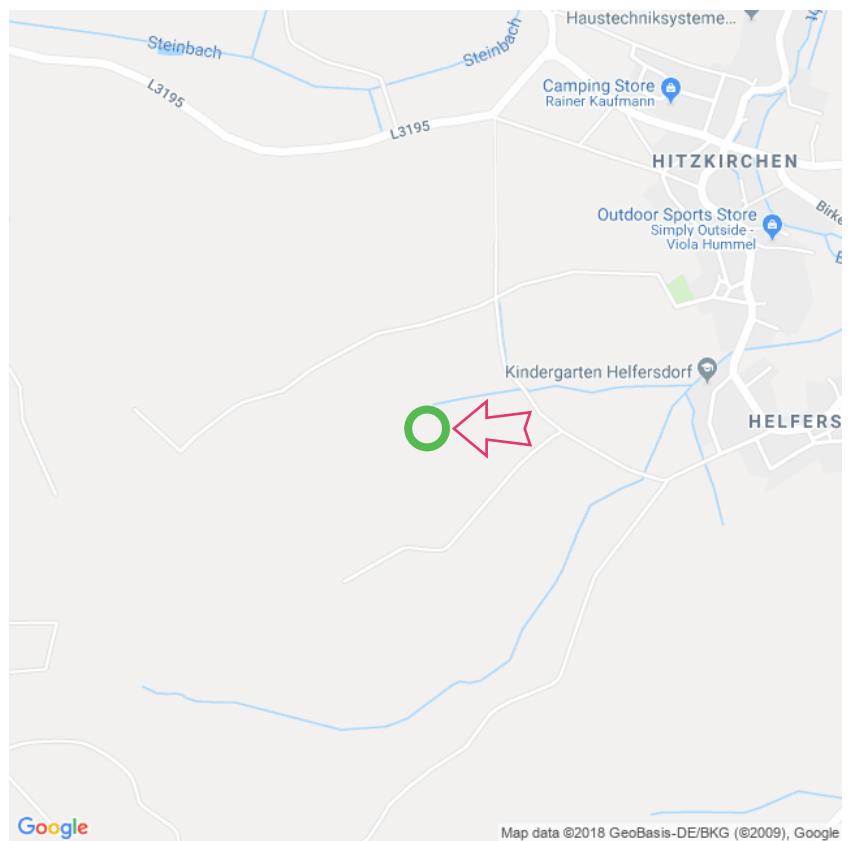 Haustechniksysteme...
Steinbach
Steinbach
L3195
Camping Store
Rainer Kaufmann
L3195
HITZKIRCHEN
Outdoor Sports Store
Simply Outside -
Viola Hummel
Birke
Kindergarten Helfersdorf
HELFERS
Google
Map data ©2018 GeoBasis-DE/BKG (©2009), Google